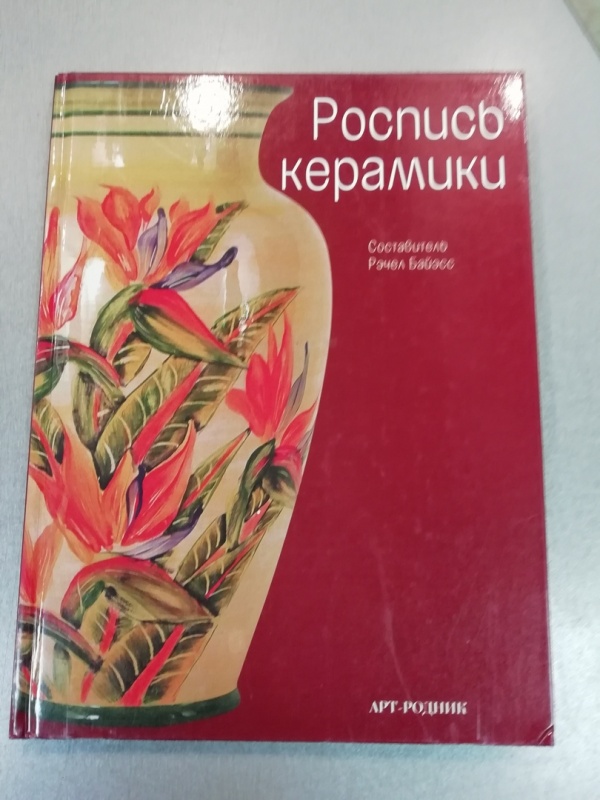 Роспись
керамики
Составитель
Рэчел Байэсс
АРТ-РОДНИК